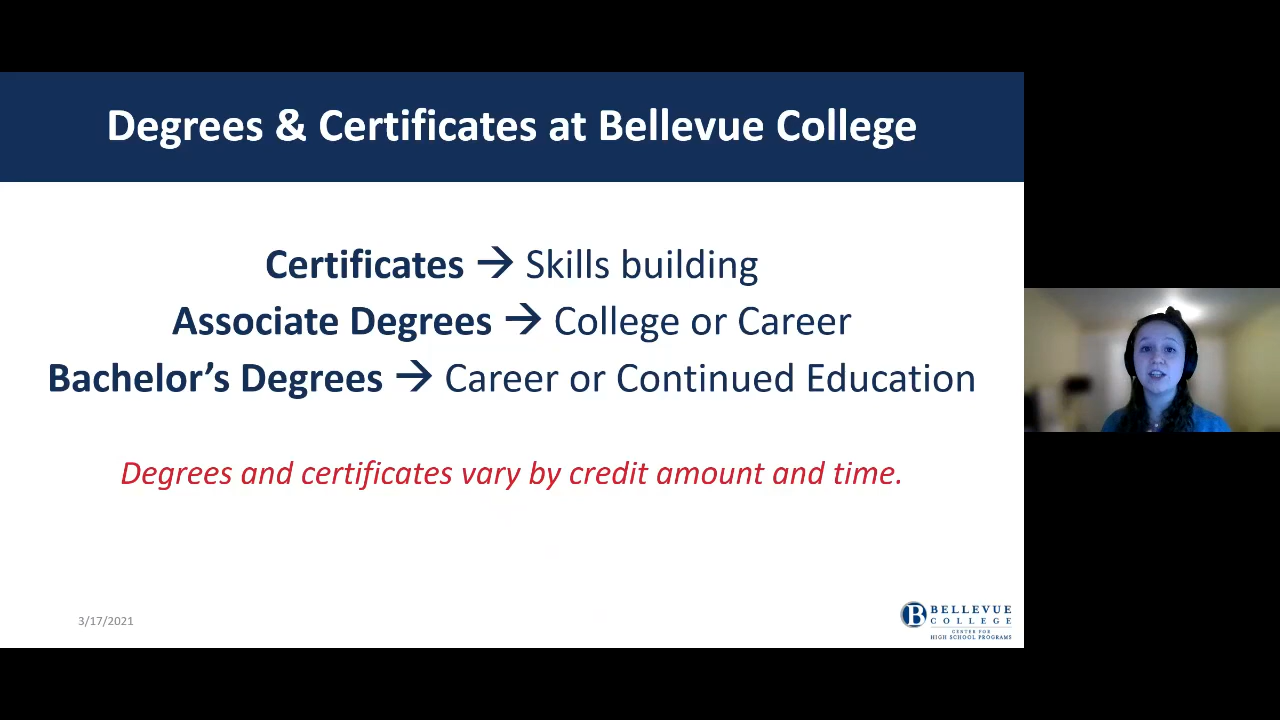 Degrees & Certificates at Bellevue College
Certificates → Skills building
Associate Degrees → College or Career
Bachelor’s Degrees → Career or Continued Education
Degrees and certificates vary by credit amount and time.
3/17/2021
B BELLEVUE
COLLEGE
CENTER FOR
HIGH SCHOOL PROGRAMS